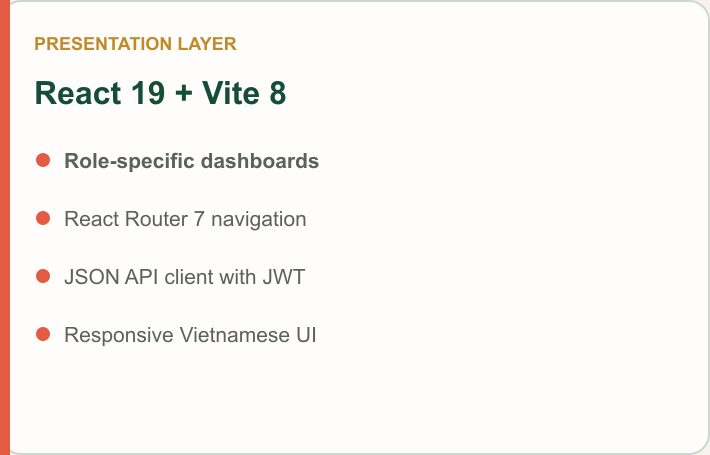 PRESENTATION LAYER
React 19 + Vite 8
Role-specific dashboards
React Router 7 navigation
JSON API client with JWT
Responsive Vietnamese UI